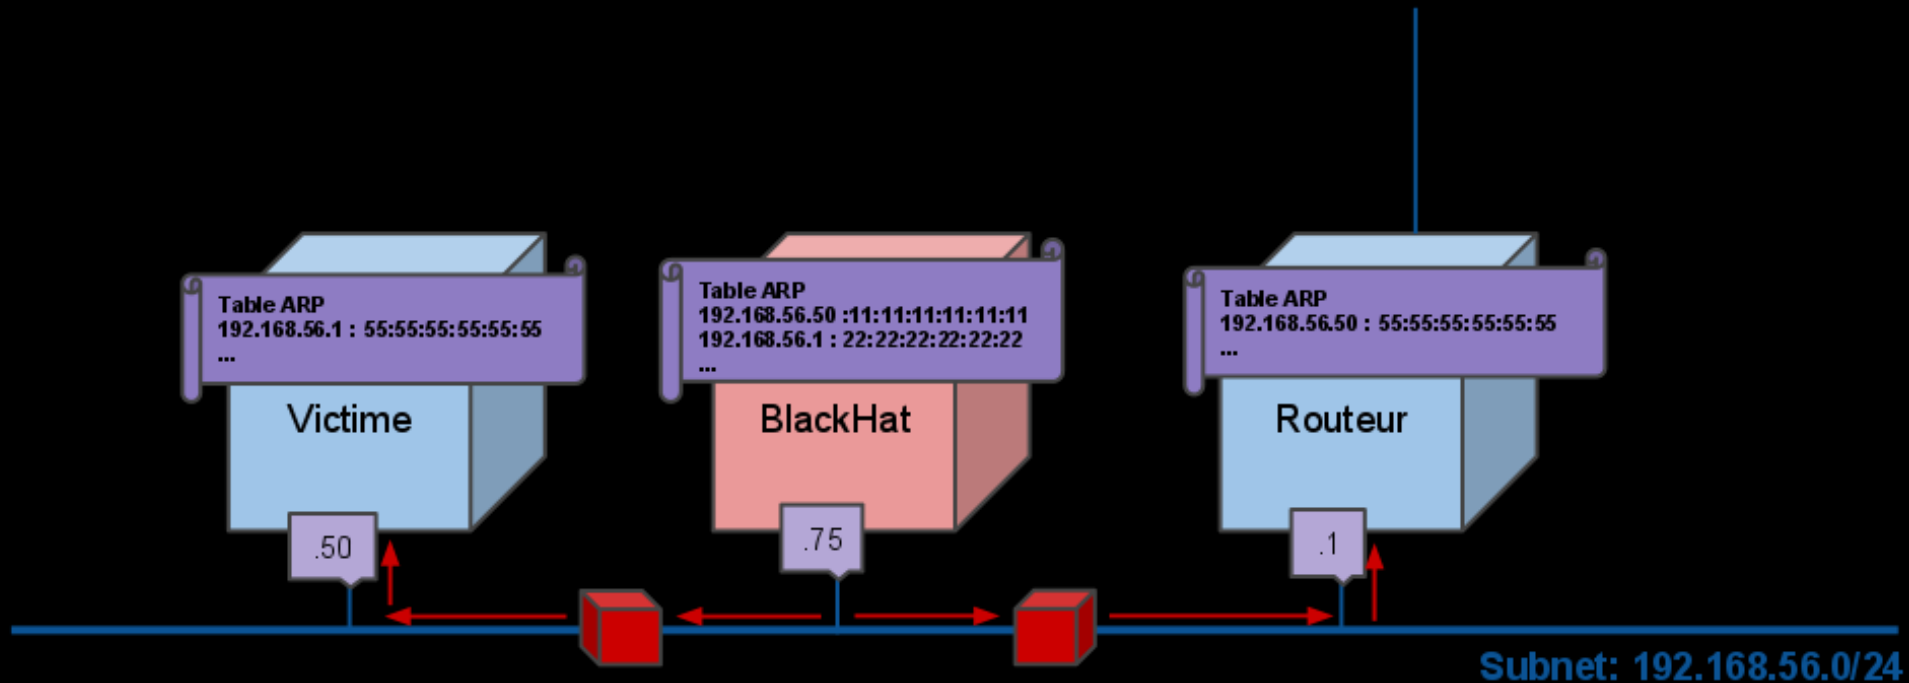 Table ARP
192.168.56.1 : 55:55:55:55:55:55
...
Victime
.50
Table ARP
192.168.56.50 :11:11:11:11:11:11
192.168.56.1 : 22:22:22:22:22:22
...
BlackHat
.75
Table ARP
192.168.56.50 : 55:55:55:55:55:55
...
Routeur
.1
Subnet: 192.168.56.0/24